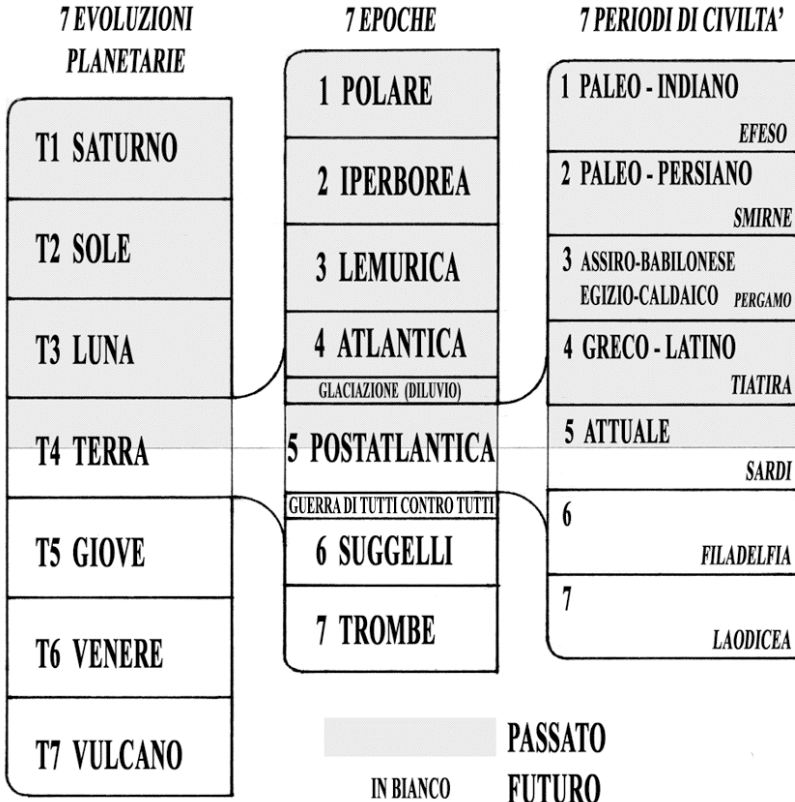 7 EVOLUZIONI
PLANETARIE
T1 SATURNO
T2 SOLE
T3 LUNA
T4 TERRA
T5 GIOVE
T6 VENERE
T7 VULCANO
7 EPOCHE
1 POLARE
2 IPERBOREA
3 LEMURICA
4 ATLANTICA
GLACIAZIONE (DILUVIO)
5 POSTATLANTICA
GUERRA DI TUTTI CONTRO TUTTI
6 SUGGELLI
7 TROMBE
7 PERIODI DI CIVILTA'
1 PALEO - INDIANO
EFESO
2 PALEO - PERSIANO
SMIRNE
3 ASSIRO-BABILONESE
EGIZIO-CALDAICO PERGAMO
4 GRECO - LATINO
TIATIRA
5 ATTUALE
SARDI
6
FILADELFIA
7
LAODICEA
PASSATO
IN BIANCO FUTURO